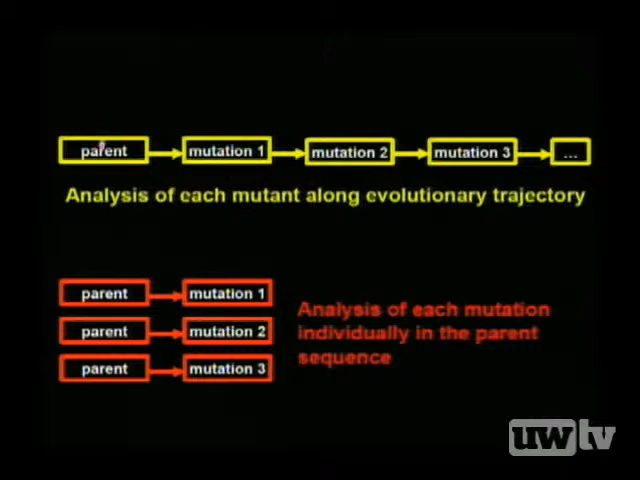 parent mutation 1 mutation 2 mutation 3 ...
Analysis of each mutant along evolutionary trajectory
parent mutation 1
parent mutation 2
parent mutation 3
Analysis of each mutation
individually in the parent
sequence
uwtv